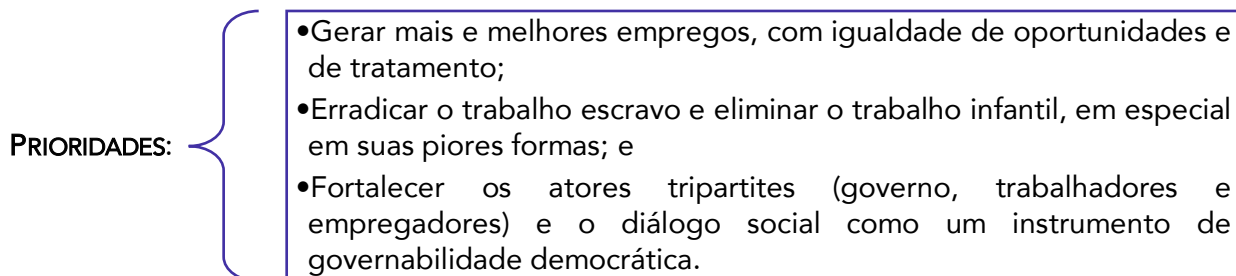 PRIORIDADES:
•Gerar mais e melhores empregos, com igualdade de oportunidades e
de tratamento;
•Erradicar o trabalho escravo e eliminar o trabalho infantil, em especial
em suas piores formas; e
•Fortalecer os atores tripartites (governo, trabalhadores e
empregadores) e o diálogo social como um instrumento de
governabilidade democrática.